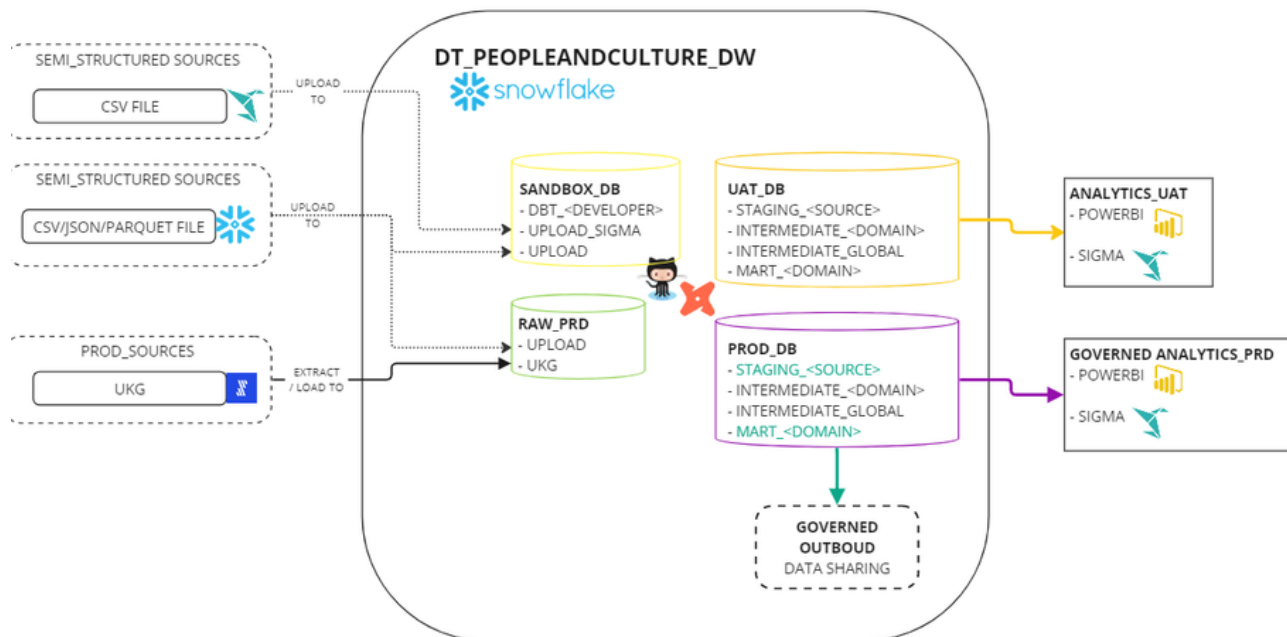 DT_PEOPLEANDCULTURE_DW
snowflake
SEMI_STRUCTURED SOURCES
CSV FILE
UPLOAD
TO
SEMI_STRUCTURED SOURCES
CSV/JSON/PARQUET FILE
UPLOAD
TO
PROD_SOURCES
UKG
EXTRACT
/ LOAD TO
SANDBOX_DB
- DBT_<DEVELOPER>
- UPLOAD_SIGMA
- UPLOAD
RAW_PRD
- UPLOAD
- UKG
UAT_DB
- STAGING_<SOURCE>
- INTERMEDIATE_<DOMAIN>
- INTERMEDIATE_GLOBAL
- MART_<DOMAIN>
PROD_DB
- STAGING_<SOURCE>
- INTERMEDIATE_<DOMAIN>
- INTERMEDIATE_GLOBAL
- MART_<DOMAIN>
GOVERNED
OUTBOUD
DATA SHARING
ANALYTICS_UAT
- POWERBI
- SIGMA
GOVERNED ANALYTICS_PRD
- POWERBI
- SIGMA